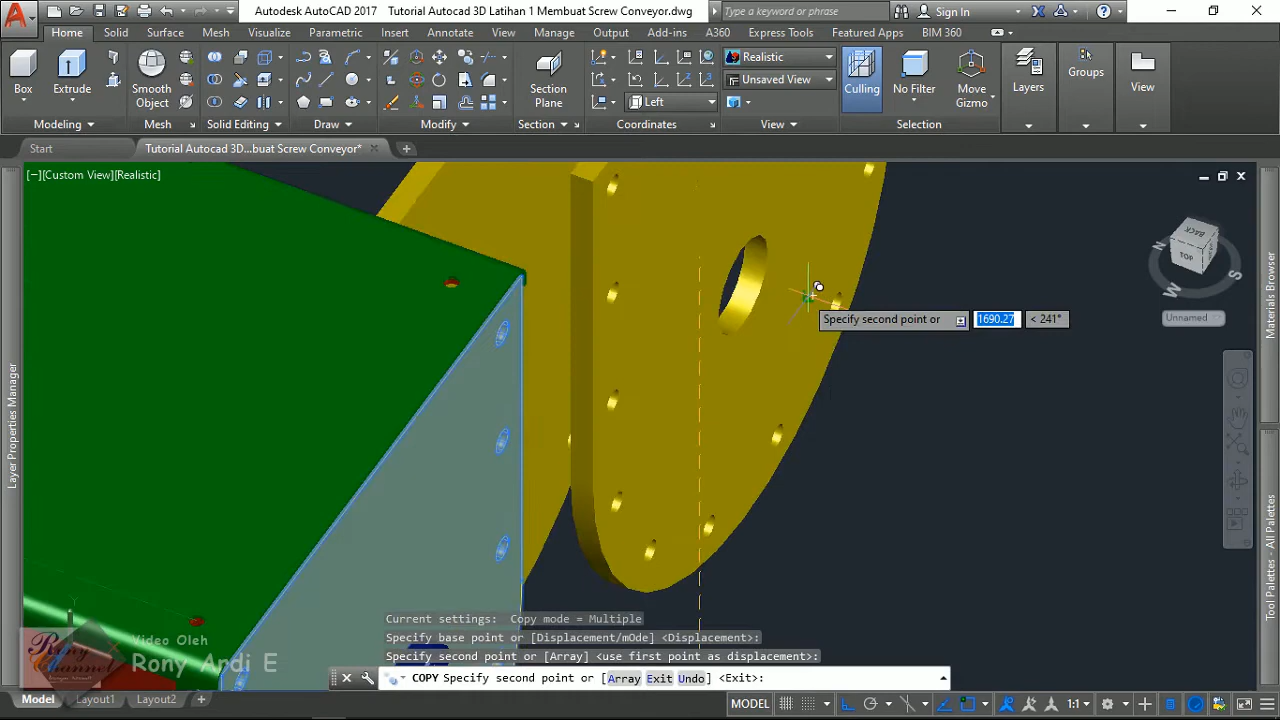 Autodesk AutoCAD 2017 Tutorial Autocad 3D Latihan 1 Membuat Screw Conveyor.dwg
Type a keyword or phrase
Sign In
Home Solid Surface Mesh Visualize Parametric Insert Annotate View Manage Output Add-ins A360 Express Tools Featured Apps BIM 360
Box
Extrude
Smooth
Object
Section
Plane
Left
Realistic
Unsaved View
Culling
No Filter
Move
Gizmo
Layers
Groups
View
Modeling
Mesh
Solid Editing
Draw
Modify
Section
Coordinates
View
Selection
Start
Tutorial Autocad 3D...buat Screw Conveyor*
[−][Custom View][Realistic]
BACK
TOP
N
S
W
Unnamed
Layer Properties Manager
Materials Browser
Tool Palettes - All Palettes
Specify second point or
1690.27
< 241°
Current settings: Copy mode = Multiple
Specify base point or [Displacement/mOde] <Displacement>:
Specify second point or [Array] <use first point as displacement>:
COPY Specify second point or [Array Exit Undo] <Exit>:
Rony
Channel
Video Oleh
Rony Ardi E
Model Layout1 Layout2
MODEL
1:1